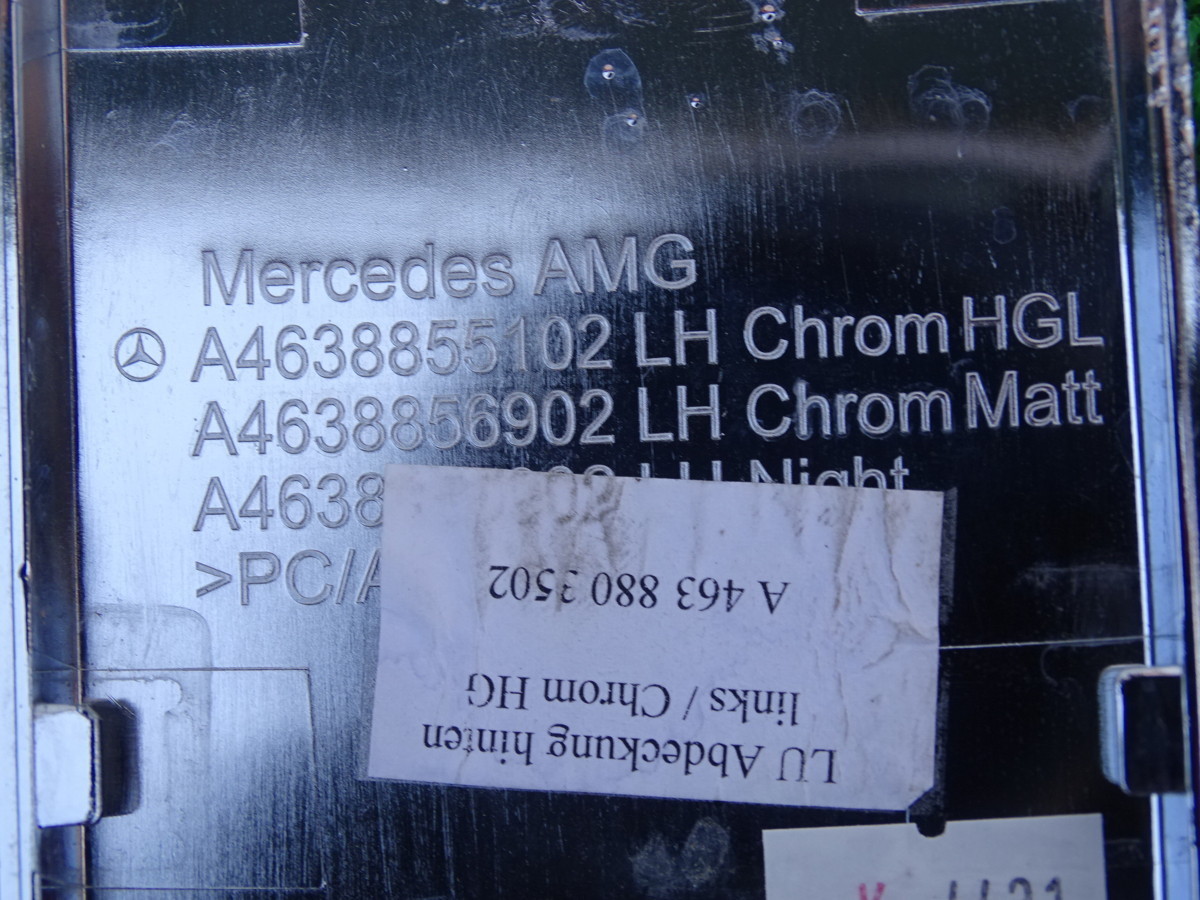 Mercedes AMG
A4638855102 LH Chrom HGL
A4638856902 LH Chrom Matt
A4638 LH Night
>PC/A
LU Abdeckung hinten
links / Chrom HG
A 463 880 3502